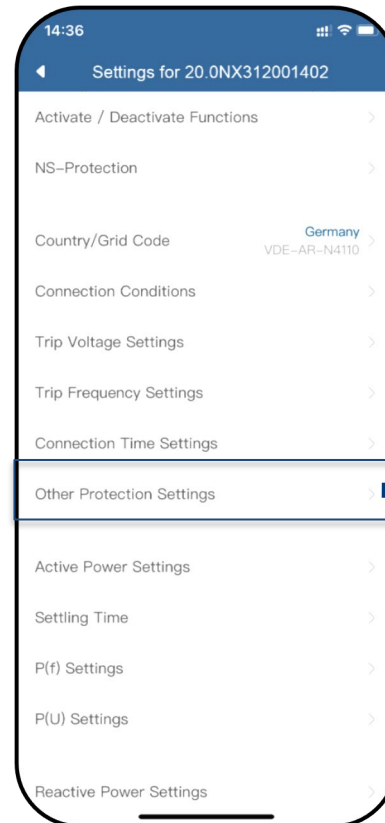 14:36
Settings for 20.0NX312001402
Activate / Deactivate Functions
NS-Protection
Country/Grid Code
Germany
VDE-AR-N4110
Connection Conditions
Trip Voltage Settings
Trip Frequency Settings
Connection Time Settings
Other Protection Settings
Active Power Settings
Settling Time
P(f) Settings
P(U) Settings
Reactive Power Settings